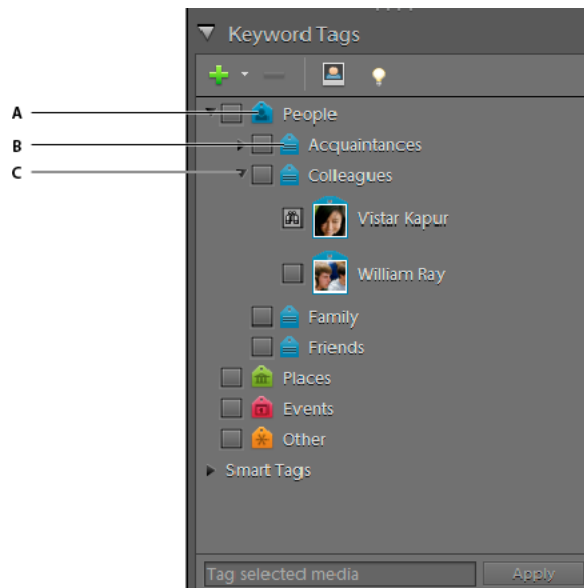 Keyword Tags
A
People
B
Acquaintances
C
Colleagues
Vistar Kapur
William Ray
Family
Friends
Places
Events
Other
Smart Tags
Tag selected media
Apply